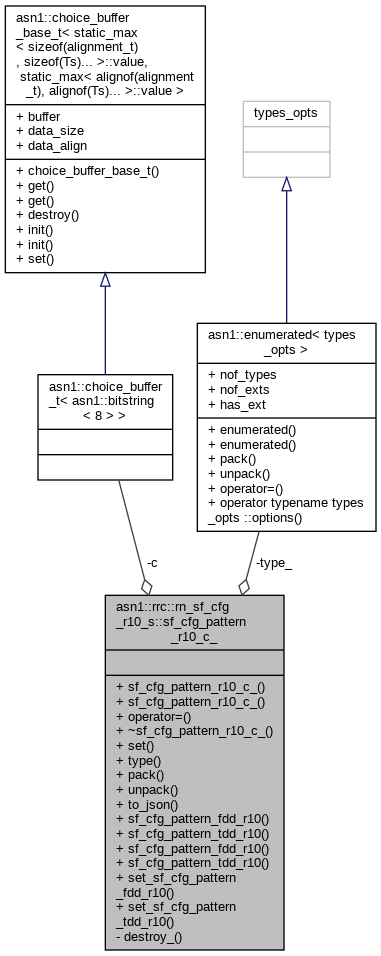 asn1::choice_buffer
_base_t< static_max
< sizeof(alignment_t)
, sizeof(Ts)... >::value,
static_max< alignof(alignment
_t), alignof(Ts)... >::value >
+ buffer
+ data_size
+ data_align
+ choice_buffer_base_t()
+ get()
+ get()
+ destroy()
+ init()
+ init()
+ set()
types_opts
asn1::enumerated< types
_opts >
+ nof_types
+ nof_exts
+ has_ext
+ enumerated()
+ enumerated()
+ pack()
+ unpack()
+ operator=()
+ operator typename types
_opts ::options()
asn1::choice_buffer
_t< asn1::bitstring
< 8 > >
-c
-type_
asn1::rrc::rn_sf_cfg
_r10_s::sf_cfg_pattern
_r10_c_
+ sf_cfg_pattern_r10_c_()
+ sf_cfg_pattern_r10_c_()
+ operator=()
+ ~sf_cfg_pattern_r10_c_()
+ set()
+ type()
+ pack()
+ unpack()
+ to_json()
+ sf_cfg_pattern_fdd_r10()
+ sf_cfg_pattern_tdd_r10()
+ sf_cfg_pattern_fdd_r10()
+ sf_cfg_pattern_tdd_r10()
+ set_sf_cfg_pattern
_fdd_r10()
+ set_sf_cfg_pattern
_tdd_r10()
- destroy_()